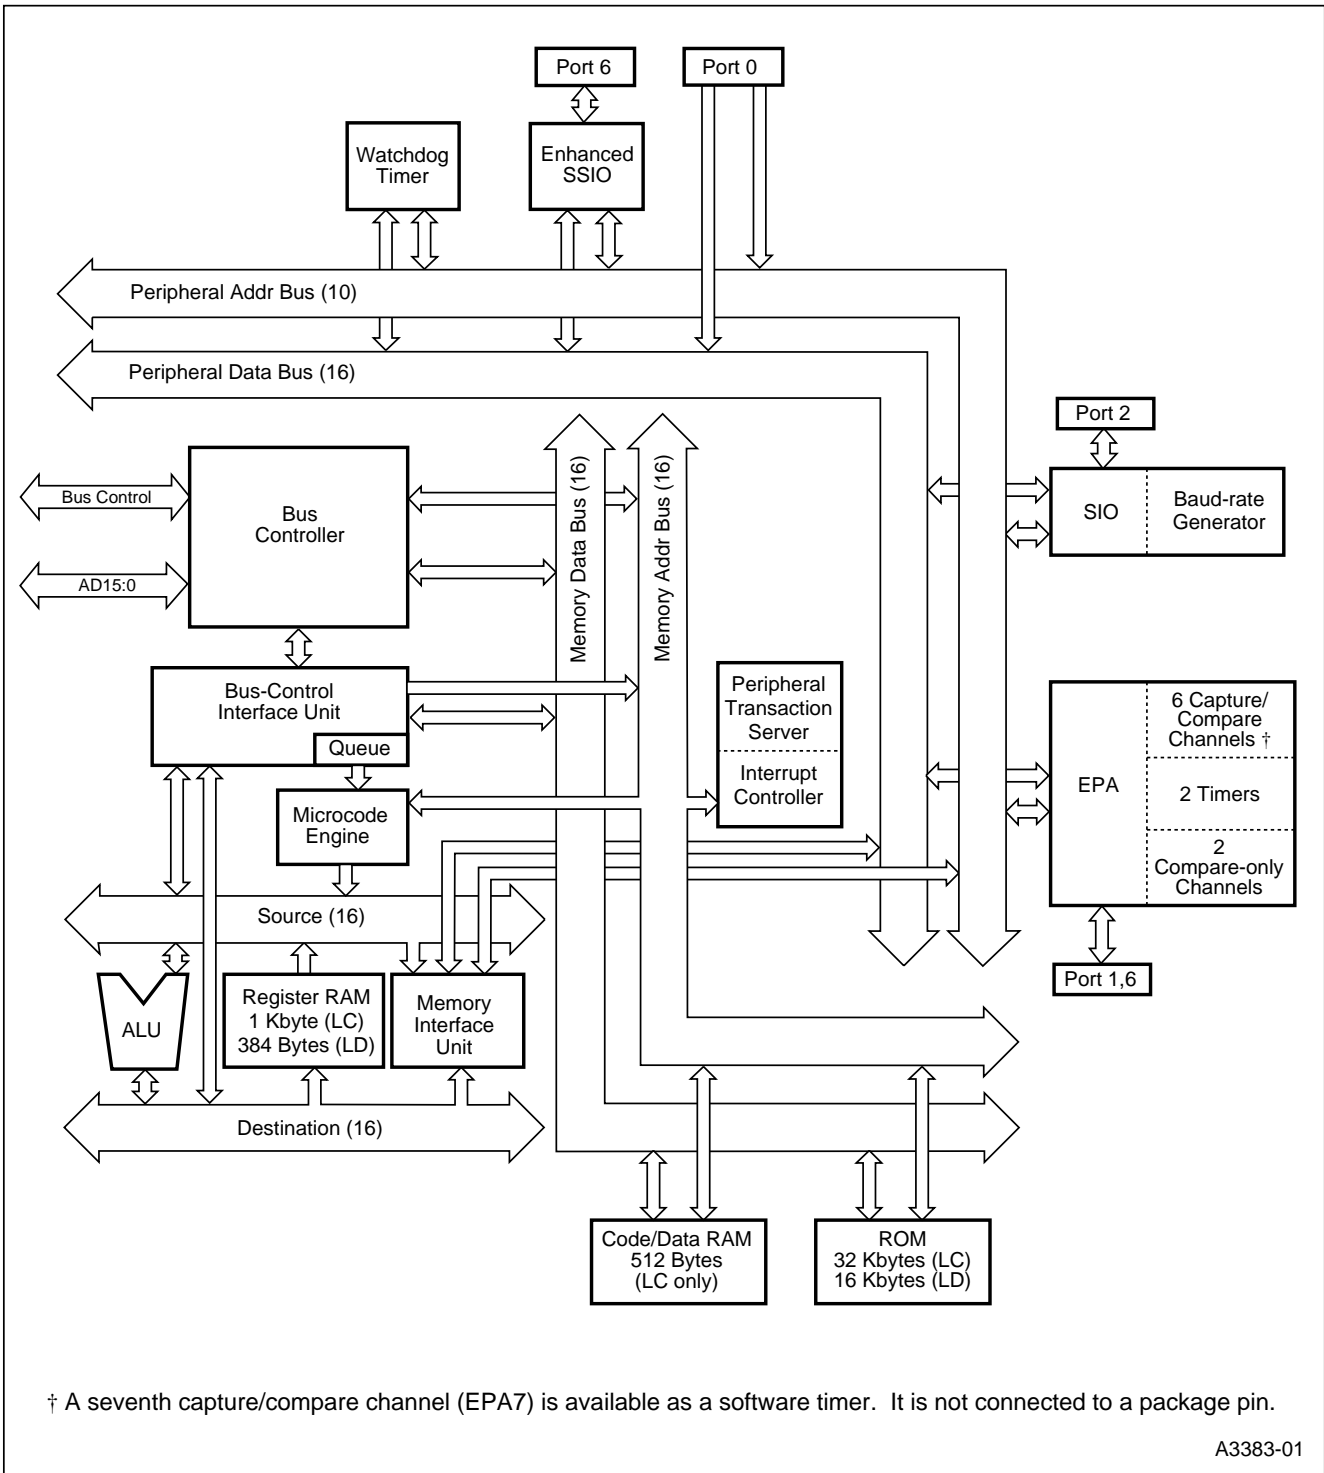 Port 6
Port 0
Watchdog
Timer
Enhanced
SSIO
Peripheral Addr Bus (10)
Peripheral Data Bus (16)
Port 2
Bus Control
Bus
Controller
Memory Data Bus (16)
Memory Addr Bus (16)
SIO
Baud-rate
Generator
AD15:0
Bus-Control
Interface Unit
Queue
Peripheral
Transaction
Server
Interrupt
Controller
EPA
6 Capture/
Compare
Channels †
2 Timers
2
Compare-only
Channels
Microcode
Engine
Source (16)
Port 1,6
ALU
Register RAM
1 Kbyte (LC)
384 Bytes (LD)
Memory
Interface
Unit
Destination (16)
Code/Data RAM
512 Bytes
(LC only)
ROM
32 Kbytes (LC)
16 Kbytes (LD)
† A seventh capture/compare channel (EPA7) is available as a software timer.  It is not connected to a package pin.
A3383-01